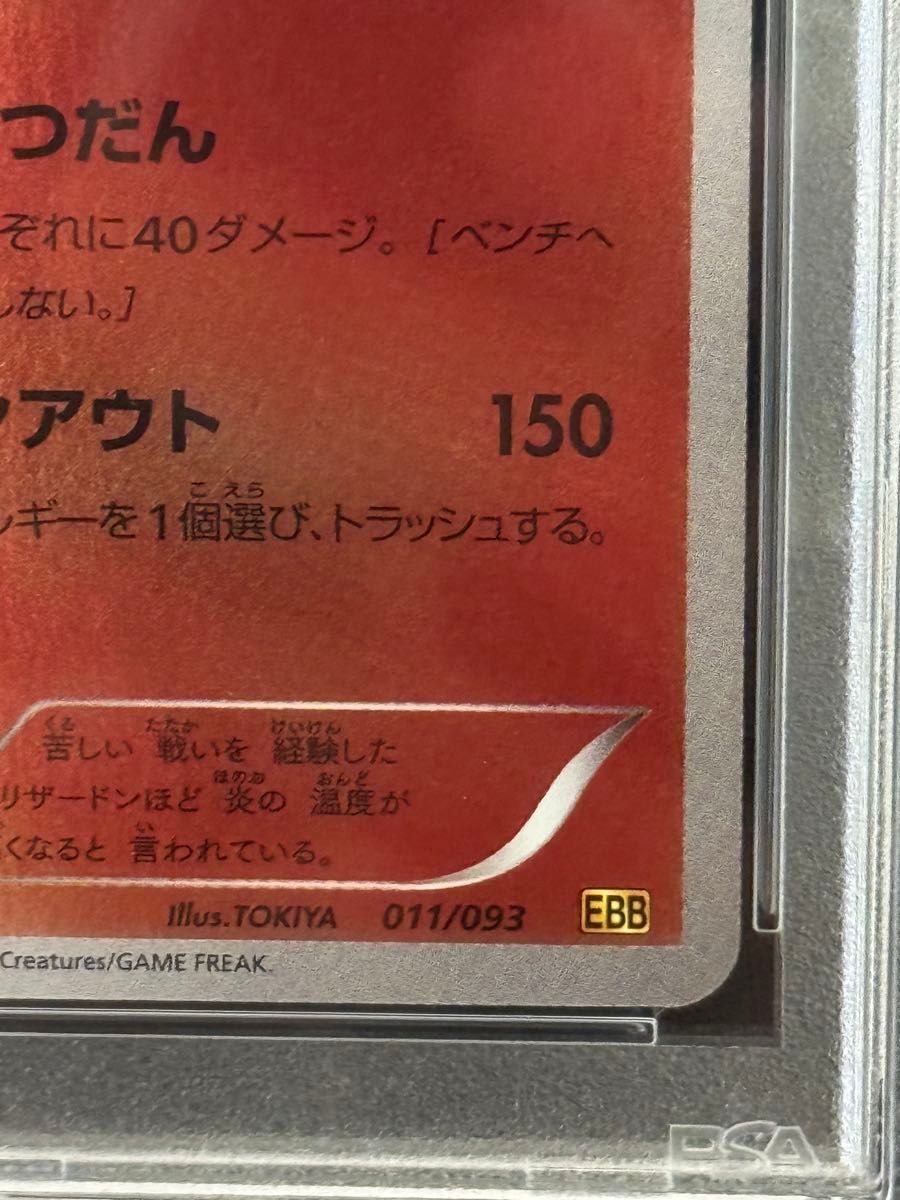 つだん
ぞれに40ダメージ。[ベンチへ
しない。]
アウト 150
ルギーを1個選び、トラッシュする。
こ えら
苦しい 戦いを 経験した
くる たたか けいけん
リザードンほど 炎の 温度が
ほのお おんど
くなると 言われている。
い
Illus.TOKIYA 011/093 EBB
Creatures/GAME FREAK.
PSA